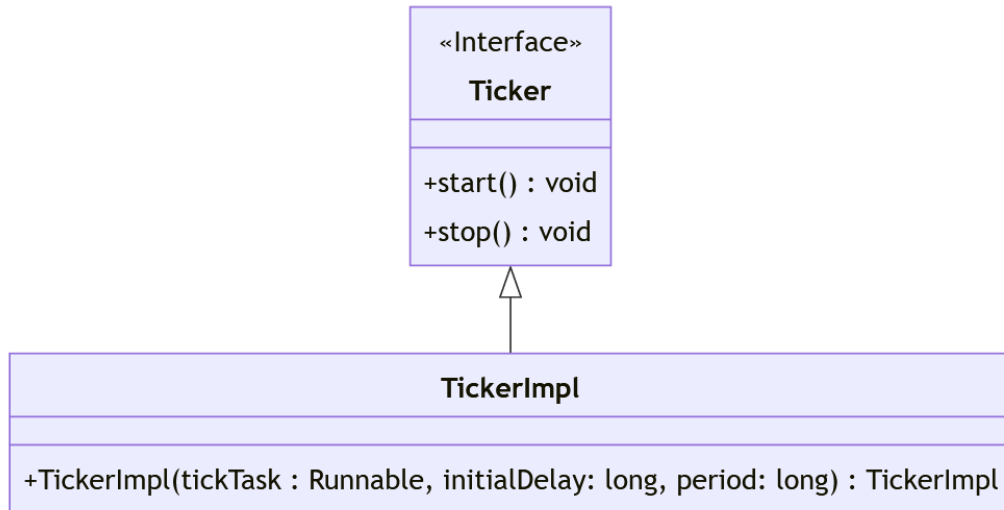 «Interface»
Ticker
+start() : void
+stop() : void
TickerImpl
+TickerImpl(tickTask : Runnable, initialDelay: long, period: long) : TickerImpl